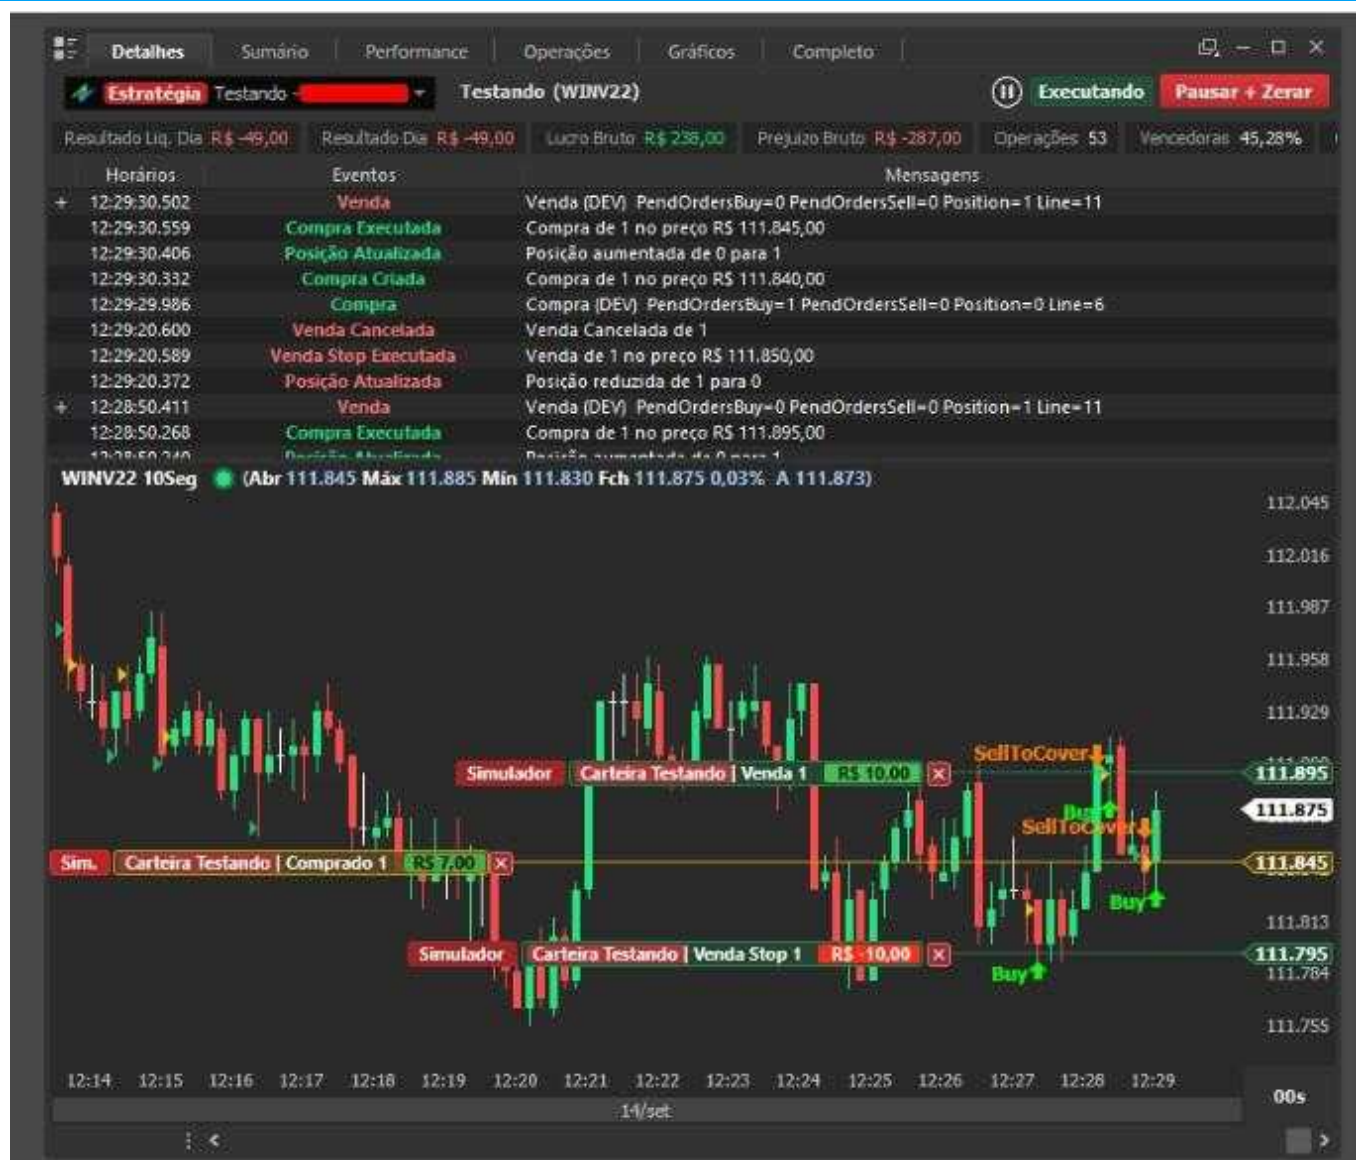 Detalhes Sumário Performance Operações Gráficos Completo
Estratégia Testando - Testando (WINV22) Executando Pausar + Zerar
Resultado Liq. Dia R$ -49,00 Resultado Dia R$ -49,00 Lucro Bruto R$ 238,00 Prejuízo Bruto R$ -287,00 Operações 53 Vencedoras 45,28%
Horários Eventos Mensagens
+ 12:29:30.502 Venda Venda (DEV) PendOrdersBuy=0 PendOrdersSell=0 Position=1 Line=11
12:29:30.559 Compra Executada Compra de 1 no preço R$ 111.845,00
12:29:30.406 Posição Atualizada Posição aumentada de 0 para 1
12:29:30.332 Compra Criada Compra de 1 no preço R$ 111.840,00
12:29:29.986 Compra Compra (DEV) PendOrdersBuy=1 PendOrdersSell=0 Position=0 Line=6
12:29:20.600 Venda Cancelada Venda Cancelada de 1
12:29:20.589 Venda Stop Executada Venda de 1 no preço R$ 111.850,00
12:29:20.372 Posição Atualizada Posição reduzida de 1 para 0
+ 12:28:50.411 Venda Venda (DEV) PendOrdersBuy=0 PendOrdersSell=0 Position=1 Line=11
12:28:50.268 Compra Executada Compra de 1 no preço R$ 111.895,00
12:28:50.240 Posição Atualizada Posição aumentada de 0 para 1
WINV22 10Seg (Abr 111.845 Máx 111.885 Mín 111.830 Fch 111.875 0,03% A 111.873)
112.045
112.016
111.987
111.958
111.929
SellToCover
Simulador Carteira Testando | Venda 1 R$ 10,00 111.895
Buy 111.875
SellToCover
Sim. Carteira Testando | Comprado 1 R$ 7,00 111.845
Buy
111.813
Simulador Carteira Testando | Venda Stop 1 R$ -10,00 111.795
Buy 111.784
111.755
12:14 12:15 12:16 12:17 12:18 12:19 12:20 12:21 12:22 12:23 12:24 12:25 12:26 12:27 12:28 12:29
00s
14/set